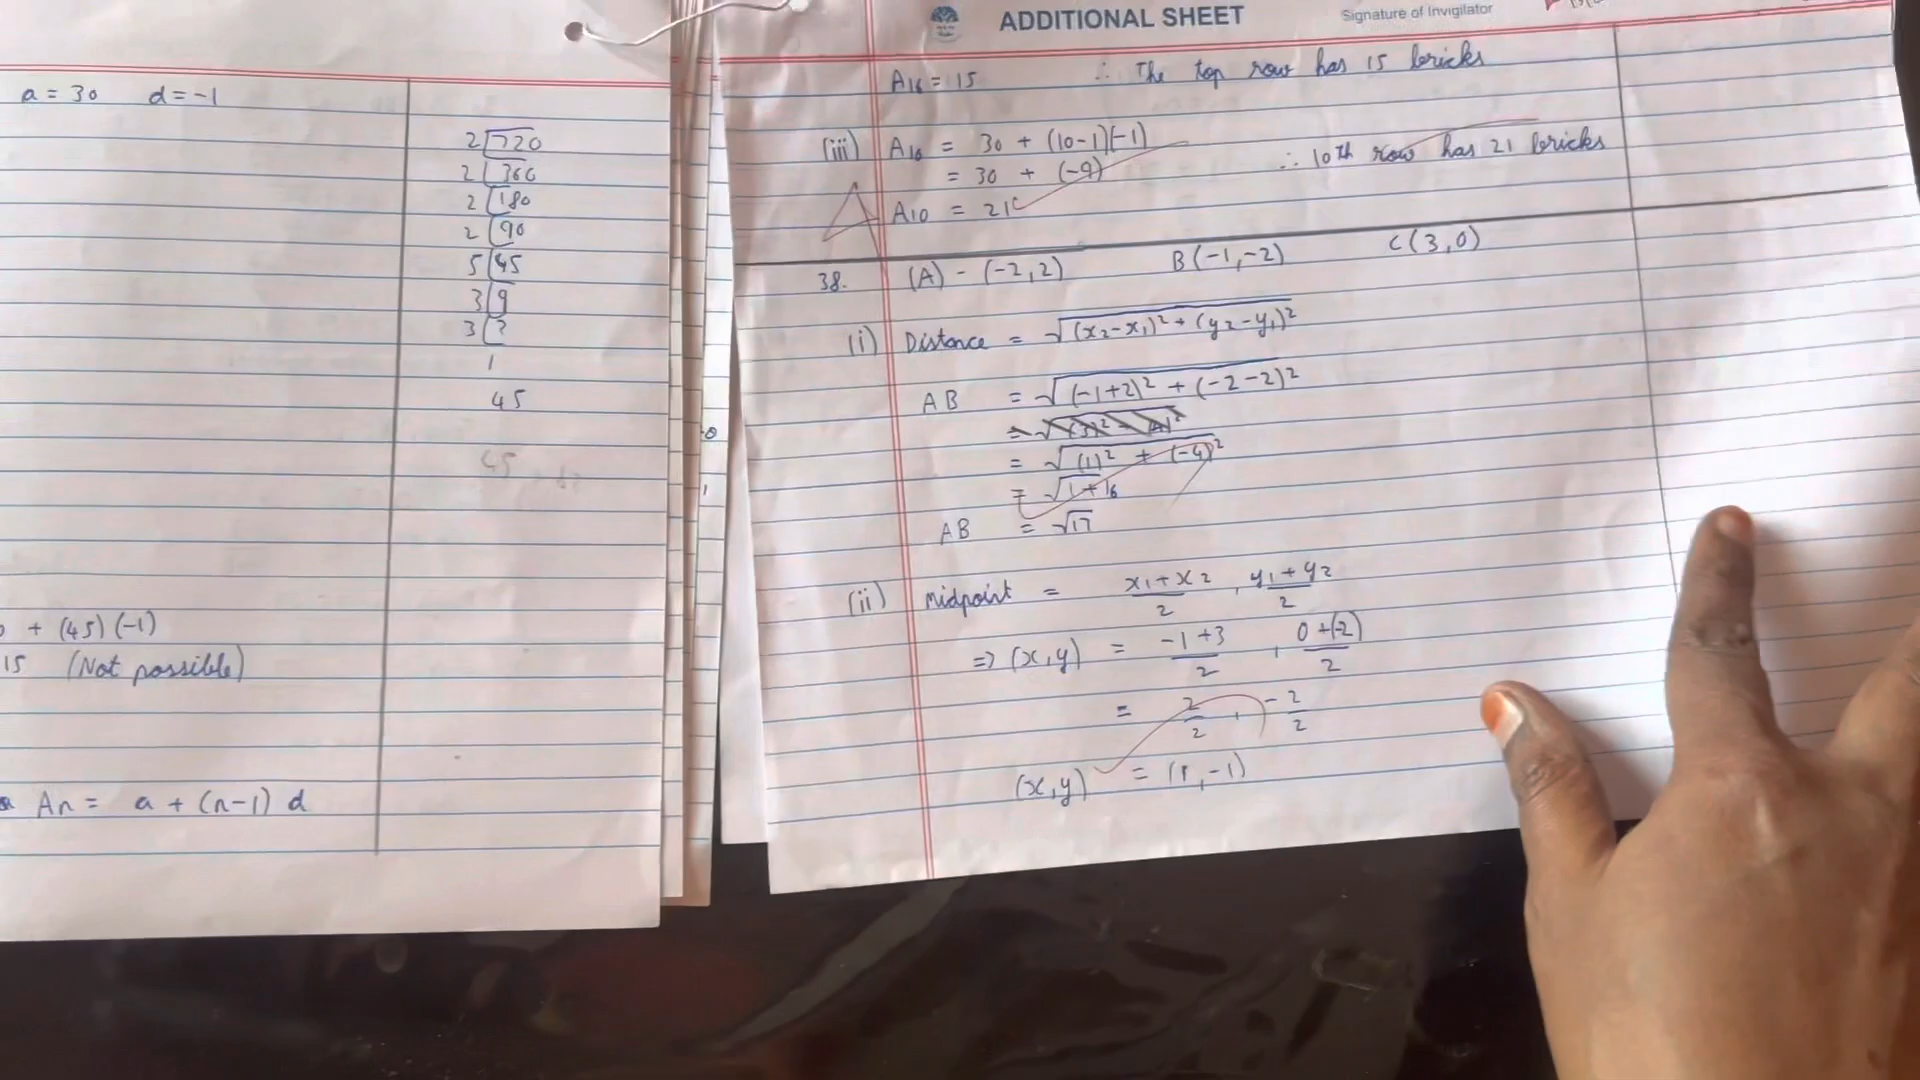 a = 30 d = -1
2 720
2 360
2 180
2 90
5 45
3 9
3 3
1
45
45
+ (45) (-1)
15 (Not possible)
An = a + (n-1) d
ADDITIONAL SHEET
Signature of Invigilator
A16 = 15 ∴ The top row has 15 bricks
(iii) A10 = 30 + (10-1)(-1)
= 30 + (-9) ∴ 10th row has 21 bricks
A10 = 21
38. (A) - (-2,2) B(-1,-2) C(3,0)
(i) Distance = √(x2-x1)² + (y2-y1)²
AB = √(-1+2)² + (-2-2)²
= √(1)² + (-4)²
= √1+16
AB = √17
(ii) Midpoint = x1+x2/2 , y1+y2/2
=> (x,y) = -1+3/2 , 0+(-2)/2
= 2/2 , -2/2
(x,y) = (1,-1)